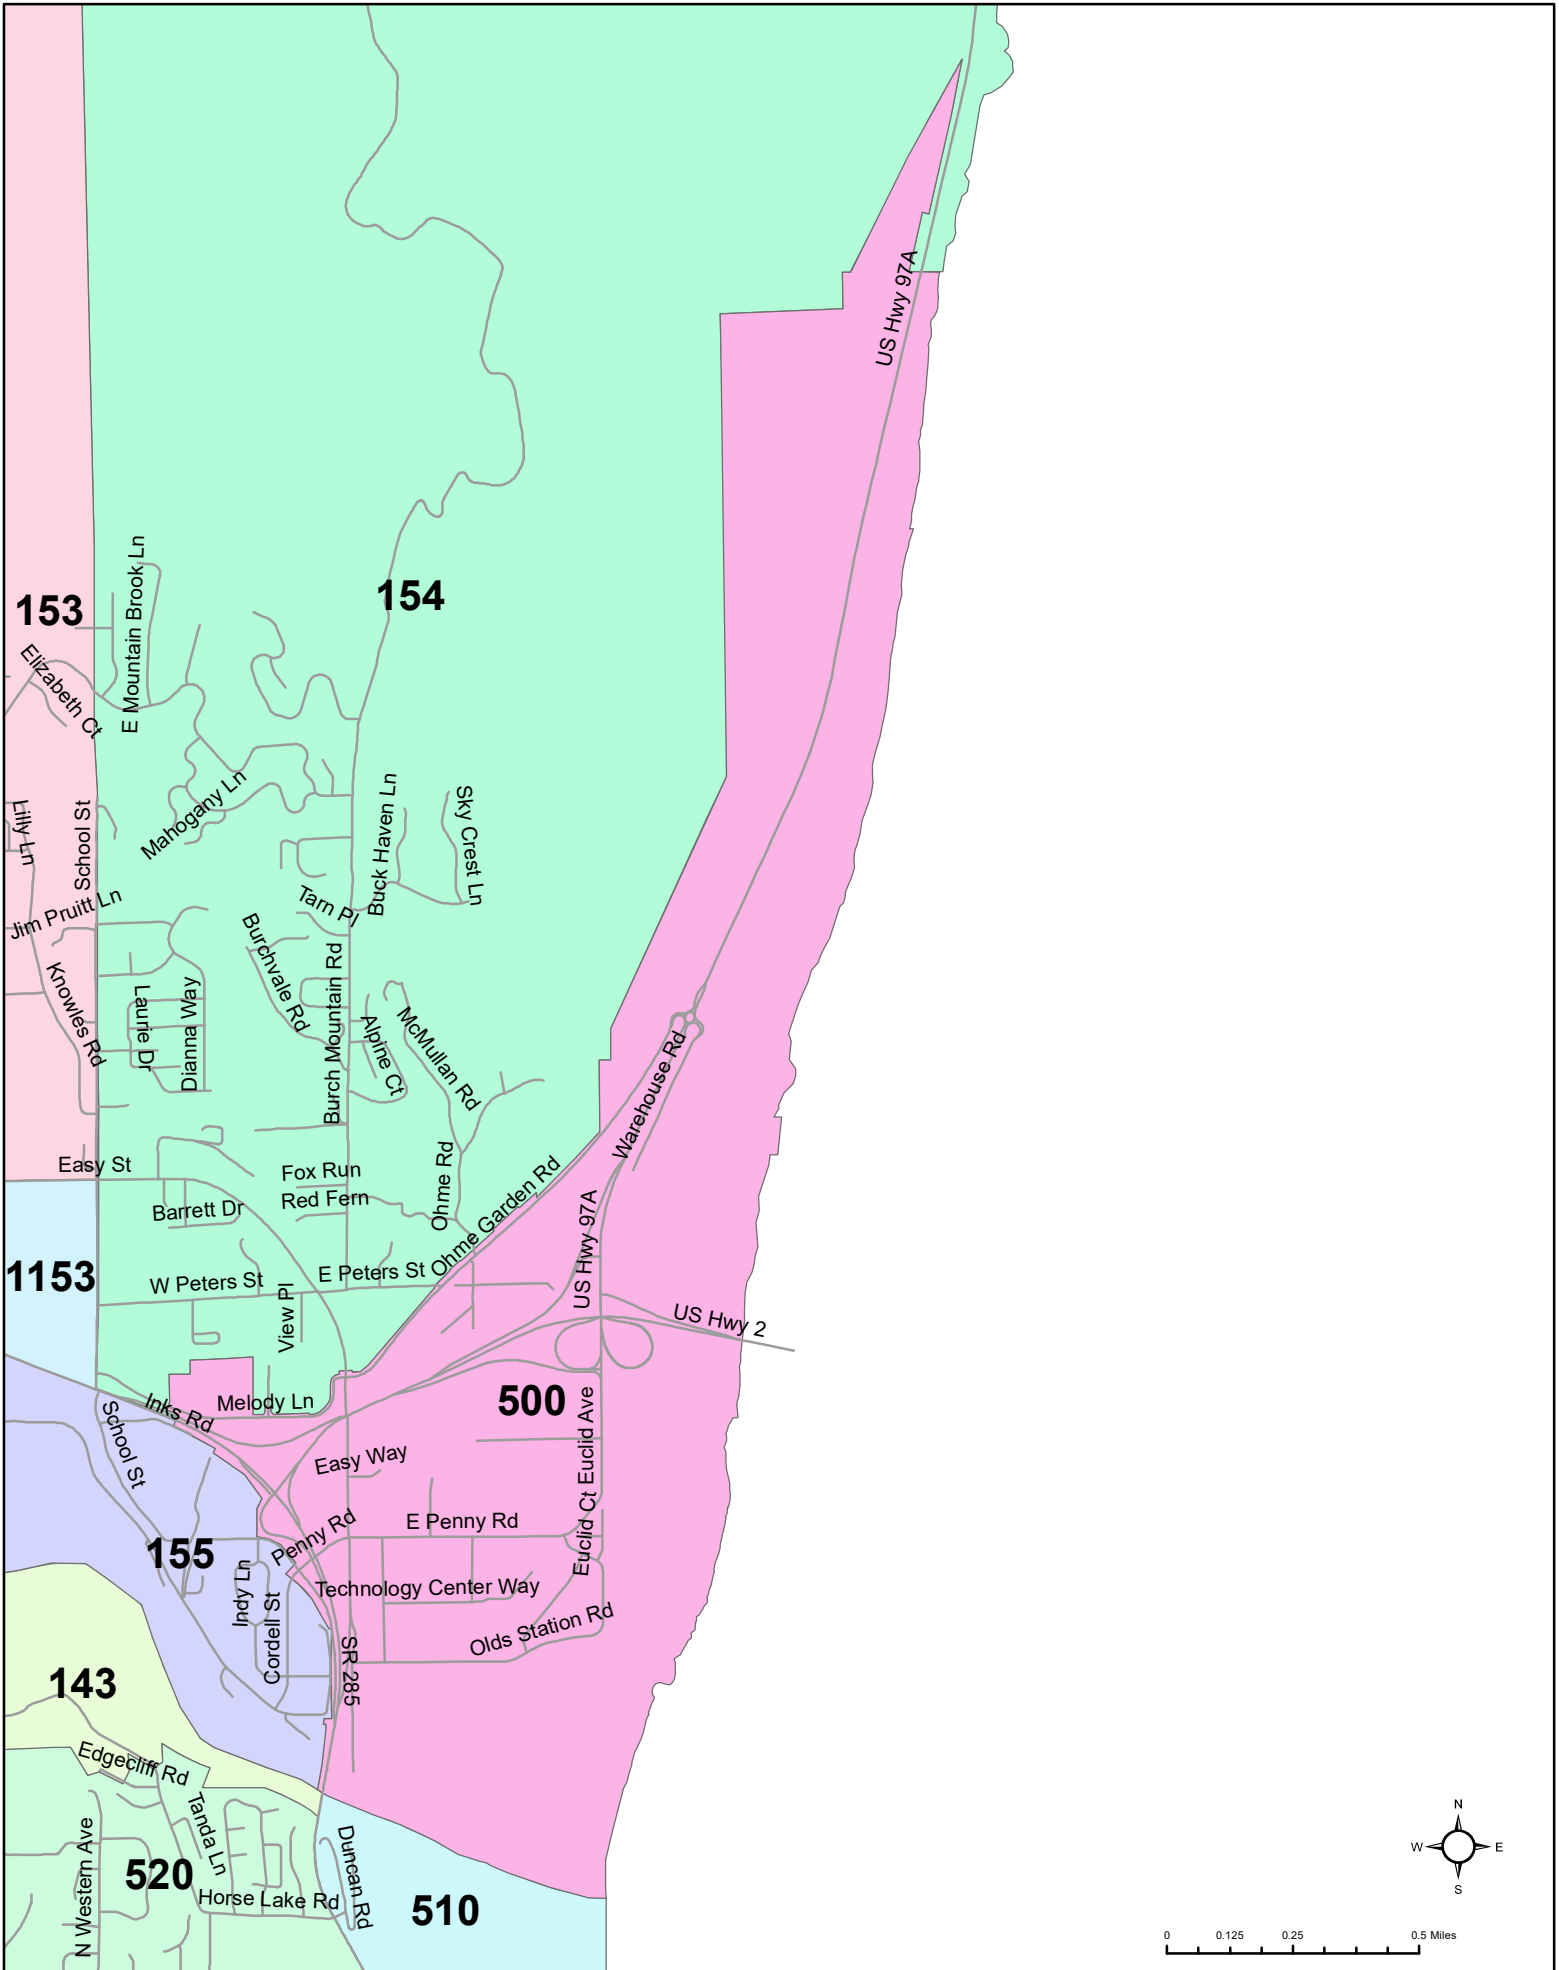 US Hwy 97A
E Mountain Brook Ln
154
153
Elizabeth Ct
Mahogany Ln
Buck Haven Ln
Sky Crest Ln
Lilly Ln
School St
Tarn Pl
Jim Pruitt Ln
Burchvale Rd
Burch Mountain Rd
Knowles Rd
Laurie Dr
Dianna Way
Alpine Ct
McMullan Rd
Warehouse Rd
Easy St
Fox Run
Red Fern
Ohme Rd
Ohme Garden Rd
Barrett Dr
US Hwy 97A
1153
W Peters St
E Peters St
View Pl
US Hwy 2
500
Inks Rd
Melody Ln
School St
Euclid Ave
Easy Way
Penny Rd
E Penny Rd
Euclid Ct
155
Indy Ln
Cordell St
Technology Center Way
Olds Station Rd
SR 285
143
Edgecliff Rd
Tanda Ln
N Western Ave
520
Horse Lake Rd
Duncan Rd
510
N
W E
S
0 0.125 0.25 0.5 Miles